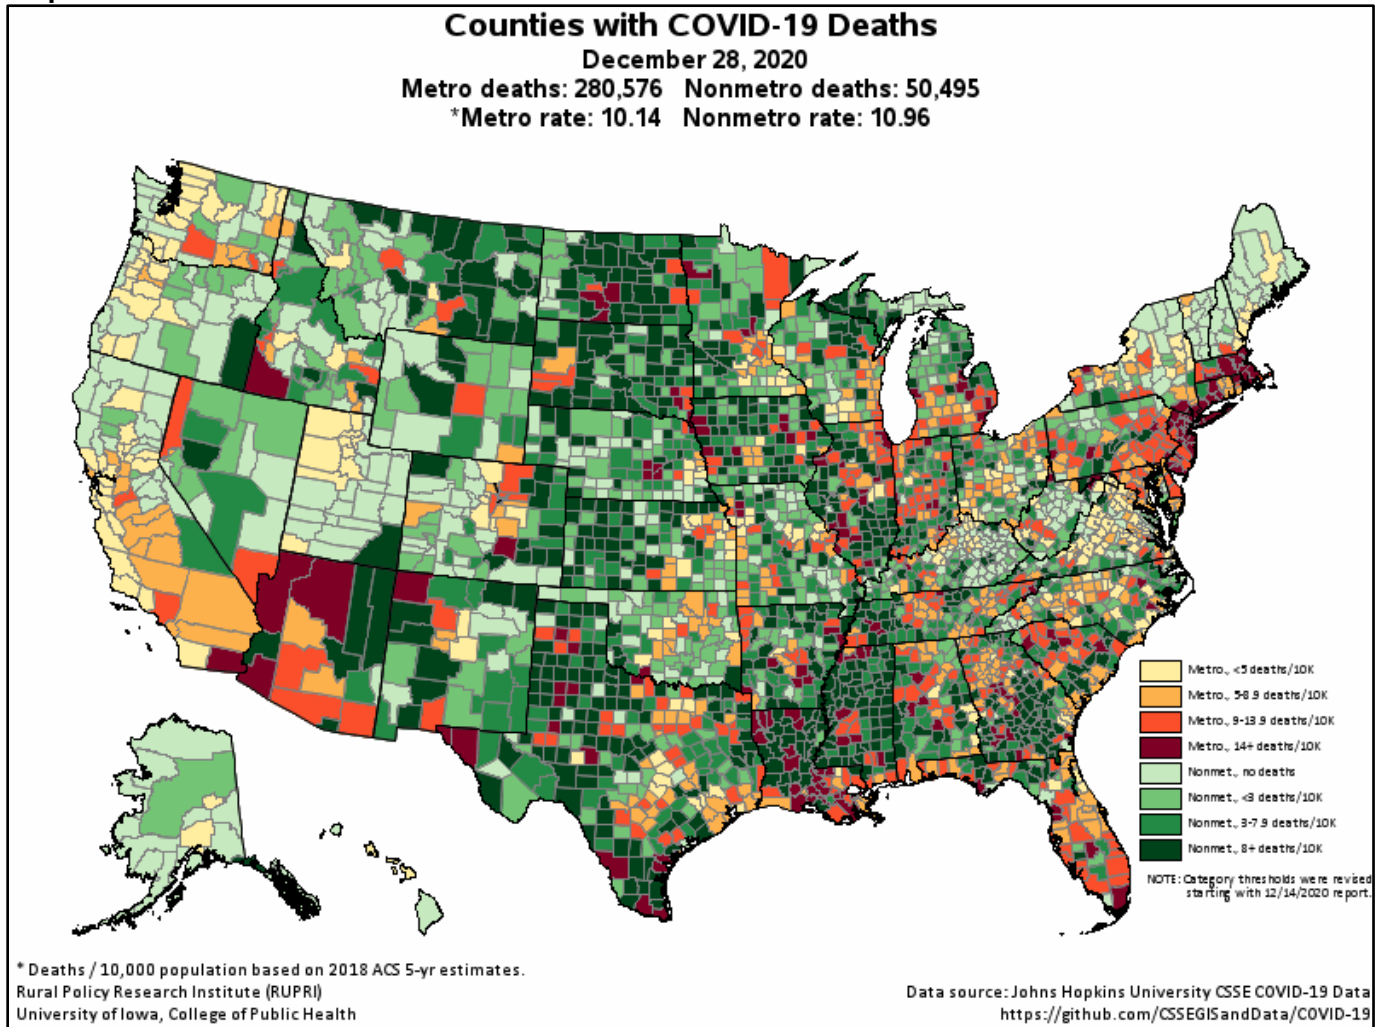 Counties with COVID-19 Deaths
December 28, 2020
Metro deaths: 280,576 Nonmetro deaths: 50,495
*Metro rate: 10.14 Nonmetro rate: 10.96
Metro., <5 deaths/10K
Metro., 5-8.9 deaths/10K
Metro., 9-13.9 deaths/10K
Metro., 14+ deaths/10K
Nonmet., no deaths
Nonmet., <3 deaths/10K
Nonmet., 3-7.9 deaths/10K
Nonmet., 8+ deaths/10K
NOTE: Category thresholds were revised
starting with 12/14/2020 report.
* Deaths / 10,000 population based on 2018 ACS 5-yr estimates.
Rural Policy Research Institute (RUPRI)
University of Iowa, College of Public Health
Data source: Johns Hopkins University CSSE COVID-19 Data
https://github.com/CSSEGISandData/COVID-19